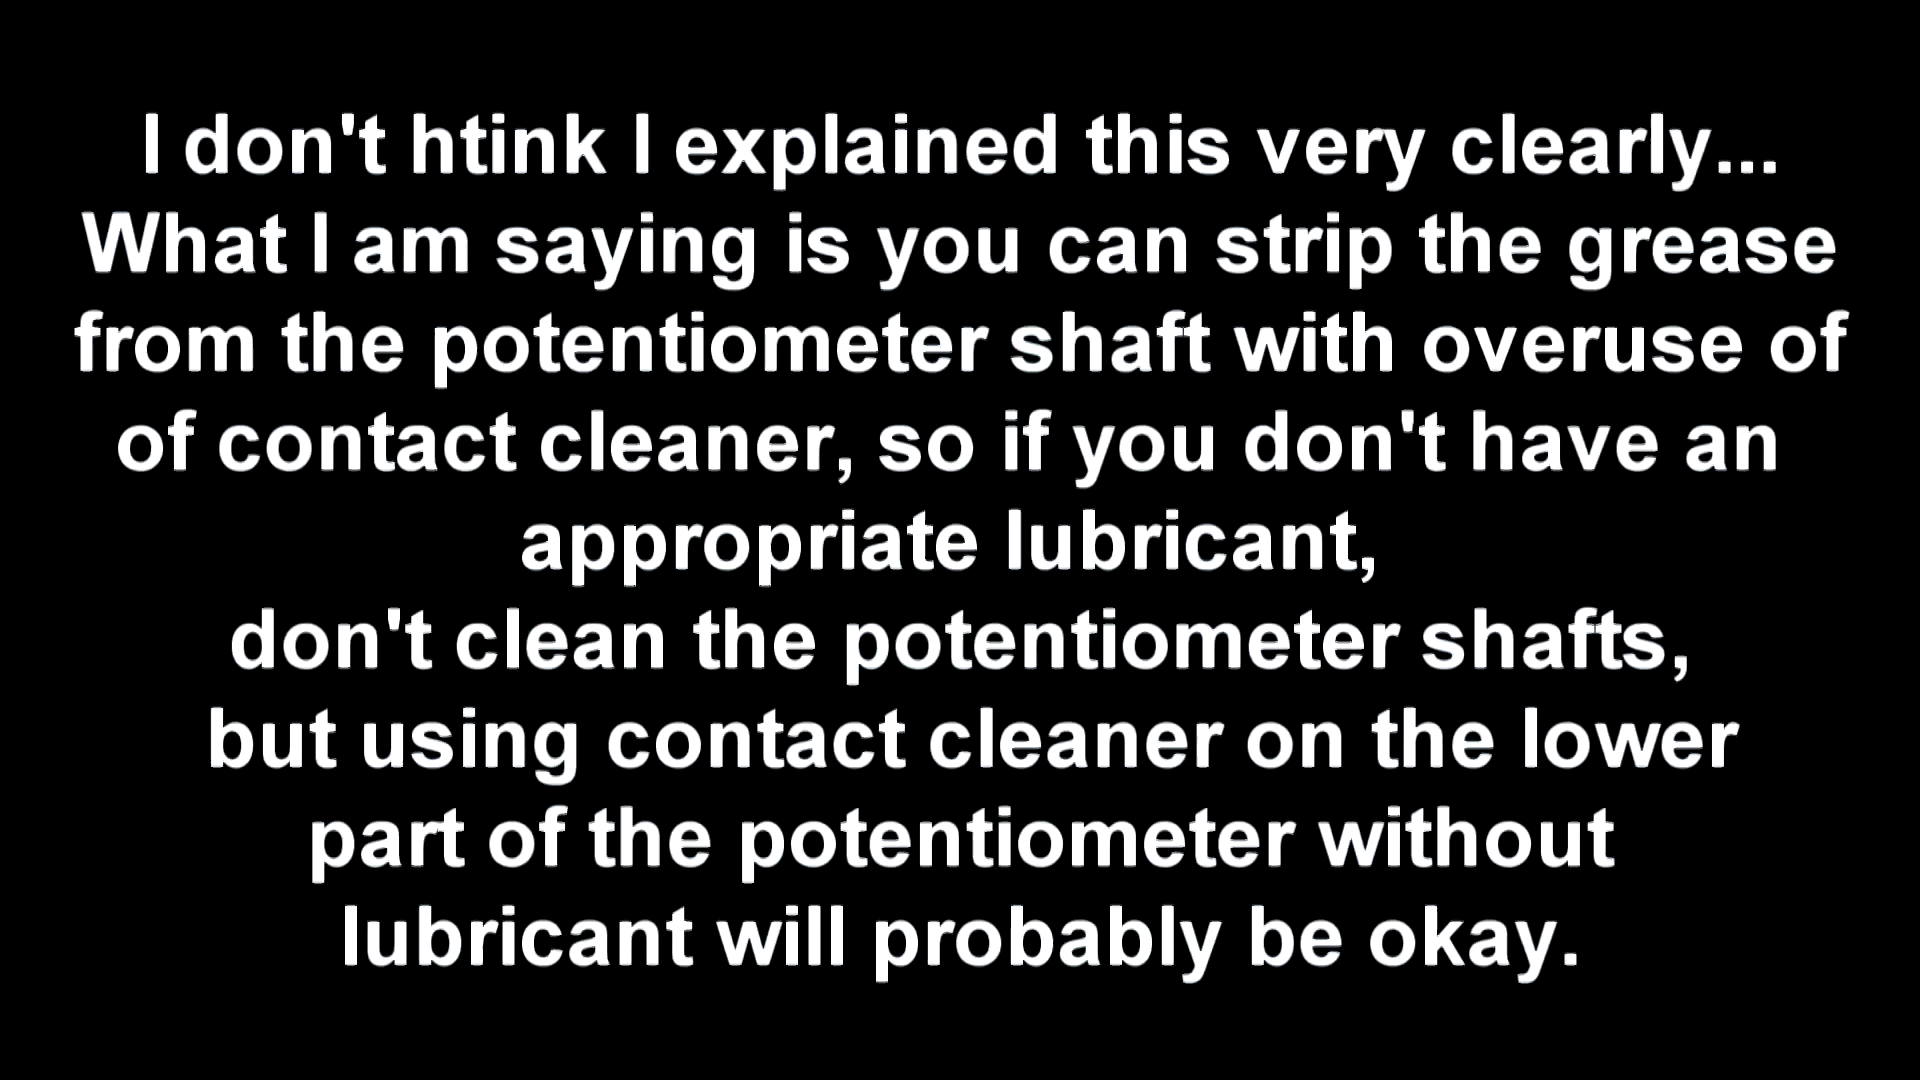 I don't htink I explained this very clearly...
What I am saying is you can strip the grease
from the potentiometer shaft with overuse of
of contact cleaner, so if you don't have an
appropriate lubricant,
don't clean the potentiometer shafts,
but using contact cleaner on the lower
part of the potentiometer without
lubricant will probably be okay.